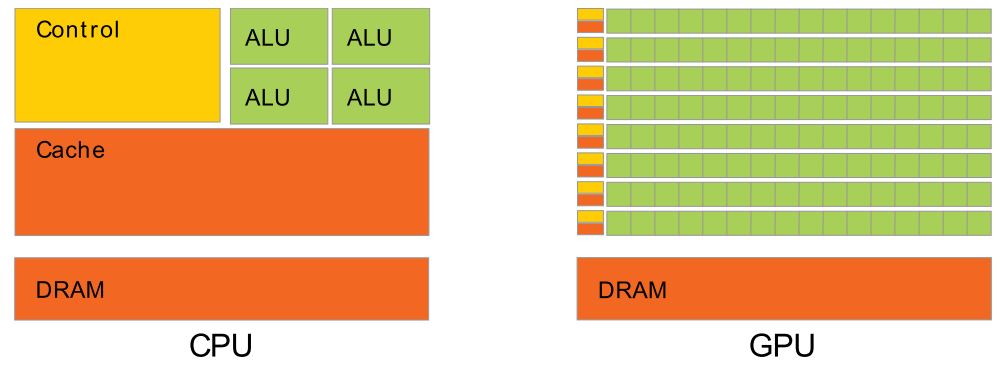 Control
ALU
ALU
ALU
ALU
Cache
DRAM
CPU
DRAM
GPU